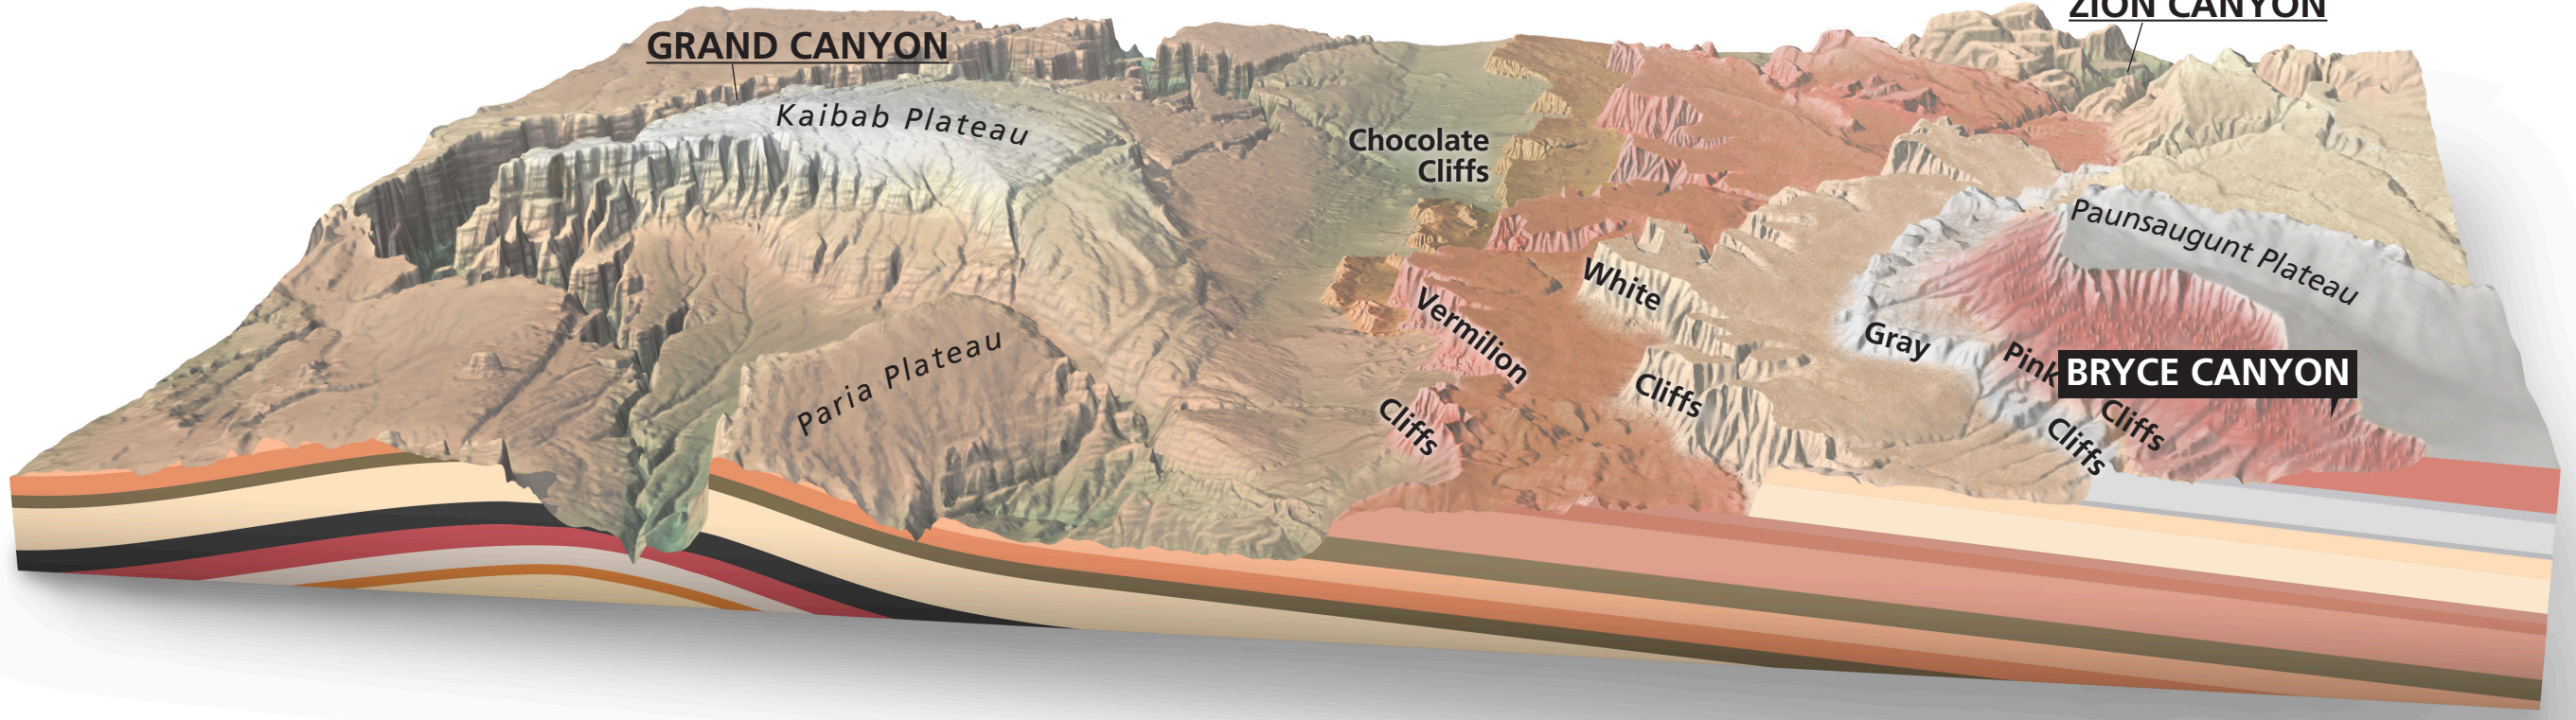 ZION CANYON
GRAND CANYON
Kaibab Plateau
Chocolate
Cliffs
Paunsaugunt Plateau
White
Cliffs
Vermilion
Cliffs
Gray
Cliffs
Pink
Cliffs
BRYCE CANYON
Paria Plateau